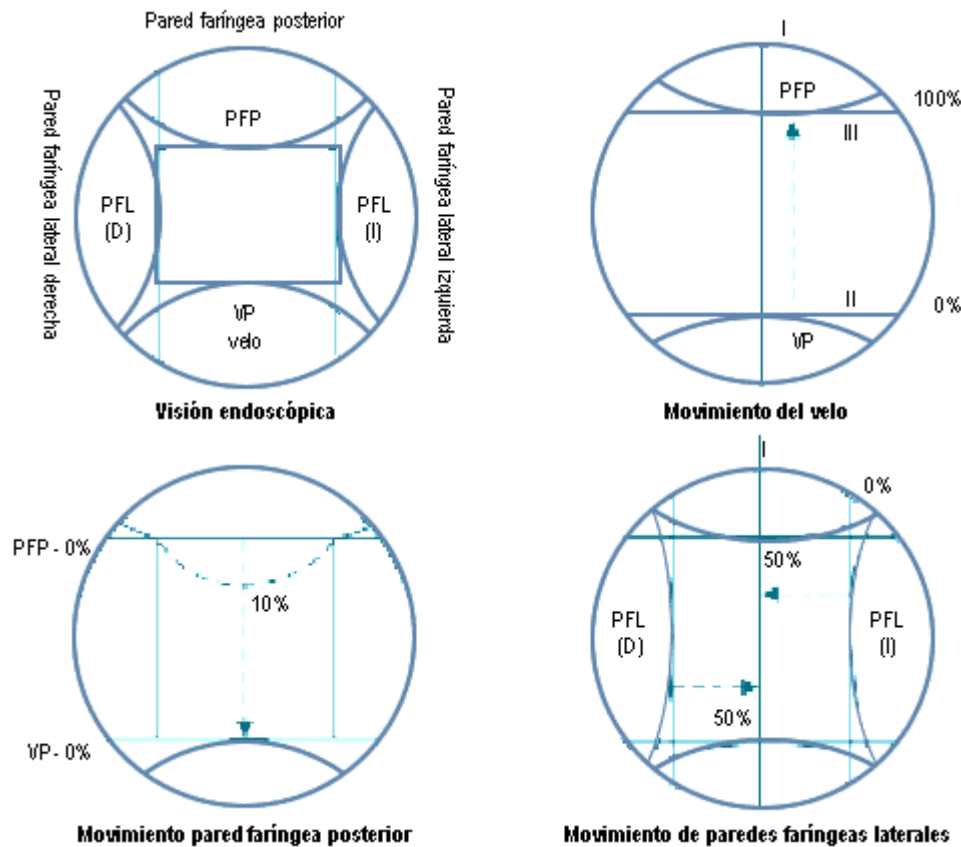 Pared faríngea posterior
Pared faríngea lateral derecha
PFP
PFL
(D)
PFL
(I)
VP
velo
Pared faríngea lateral izquierda
Visión endoscópica
I
PFP
100%
III
II
0%
VP
Movimiento del velo
PFP - 0%
10%
VP - 0%
Movimiento pared faríngea posterior
I
0%
50%
PFL
(D)
PFL
(I)
50%
Movimiento de paredes faríngeas laterales